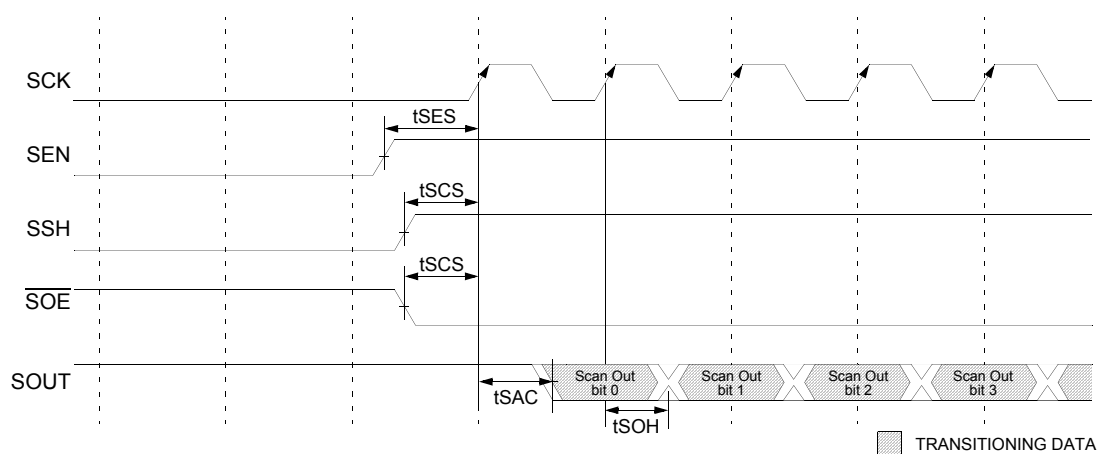 SCK
tSES
SEN
tSCS
SSH
tSCS
SOE
SOUT
Scan Out
bit 0
Scan Out
bit 1
Scan Out
bit 2
Scan Out
bit 3
tSAC
tSOH
TRANSITIONING DATA